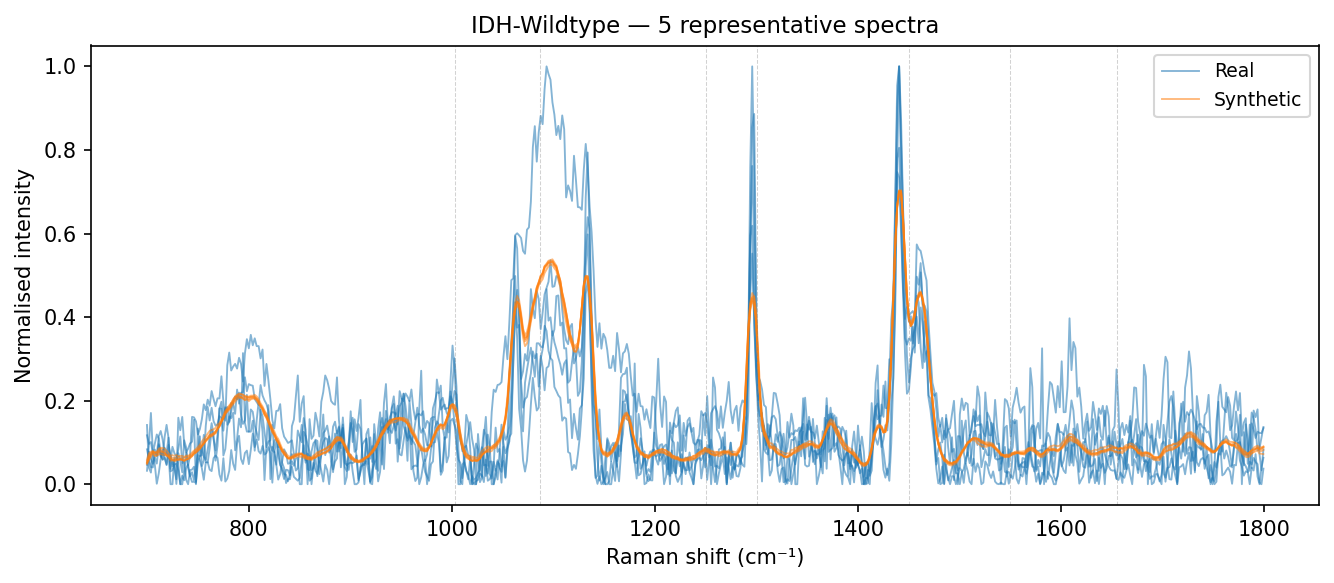 IDH-Wildtype — 5 representative spectra
Real
Synthetic
Normalised intensity
1.0
0.8
0.6
0.4
0.2
0.0
800
1000
1200
1400
1600
1800
Raman shift (cm⁻¹)